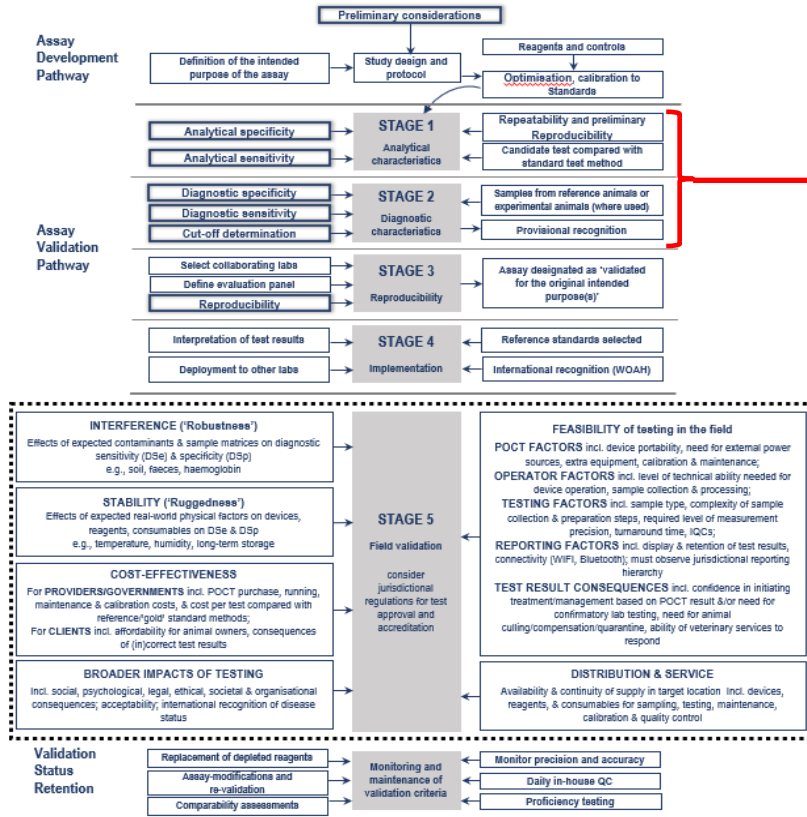 Preliminary considerations
Assay
Development
Pathway
Definition of the intended
purpose of the assay
Study design and
protocol
Reagents and controls
Optimisation, calibration to
Standards
Assay
Validation
Pathway
Analytical specificity
Analytical sensitivity
STAGE 1
Analytical
characteristics
Repeatability and preliminary
Reproducibility
Candidate test compared with
standard test method
Diagnostic specificity
Diagnostic sensitivity
Cut-off determination
STAGE 2
Diagnostic
characteristics
Samples from reference animals or
experimental animals (where used)
Provisional recognition
Select collaborating labs
Define evaluation panel
Reproducibility
STAGE 3
Reproducibility
Assay designated as 'validated
for the original intended
purpose(s)'
Interpretation of test results
Deployment to other labs
STAGE 4
Implementation
Reference standards selected
International recognition (WOAH)
INTERFERENCE ('Robustness')
Effects of expected contaminants & sample matrices on diagnostic
sensitivity (DSe) & specificity (DSp)
e.g., soil, faeces, haemoglobin
STABILITY ('Ruggedness')
Effects of expected real-world physical factors on devices,
reagents, consumables on DSe & DSp
e.g., temperature, humidity, long-term storage
COST-EFFECTIVENESS
For PROVIDERS/GOVERNMENTS incl. POCT purchase, running,
maintenance & calibration costs, & cost per test compared with
reference/'gold' standard methods;
For CLIENTS incl. affordability for animal owners, consequences
of (in)correct test results
BROADER IMPACTS OF TESTING
Incl. social, psychological, legal, ethical, societal & organisational
consequences; acceptability; international recognition of disease
status
STAGE 5
Field validation
consider
jurisdictional
regulations for test
approval and
accreditation
FEASIBILITY of testing in the field
POCT FACTORS incl. device portability, need for external power
sources, extra equipment, calibration & maintenance;
OPERATOR FACTORS incl. level of technical ability needed for
device operation, sample collection & processing;
TESTING FACTORS incl. sample type, complexity of sample
collection & preparation steps, required level of measurement
precision, turnaround time, IQCs;
REPORTING FACTORS incl. display & retention of test results,
connectivity (WIFI, Bluetooth); must observe jurisdictional reporting
hierarchy
TEST RESULT CONSEQUENCES incl. confidence in initiating
treatment/management based on POCT result &/or need for
confirmatory lab testing, need for animal
culling/compensation/quarantine, ability of veterinary services to
respond
DISTRIBUTION & SERVICE
Availability & continuity of supply in target location Incl. devices,
reagents, & consumables for sampling, testing, maintenance,
calibration & quality control
Validation
Status
Retention
Replacement of depleted reagents
Assay-modifications and
re-validation
Comparability assessments
Monitoring and
maintenance of
validation criteria
Monitor precision and accuracy
Daily in-house QC
Proficiency testing